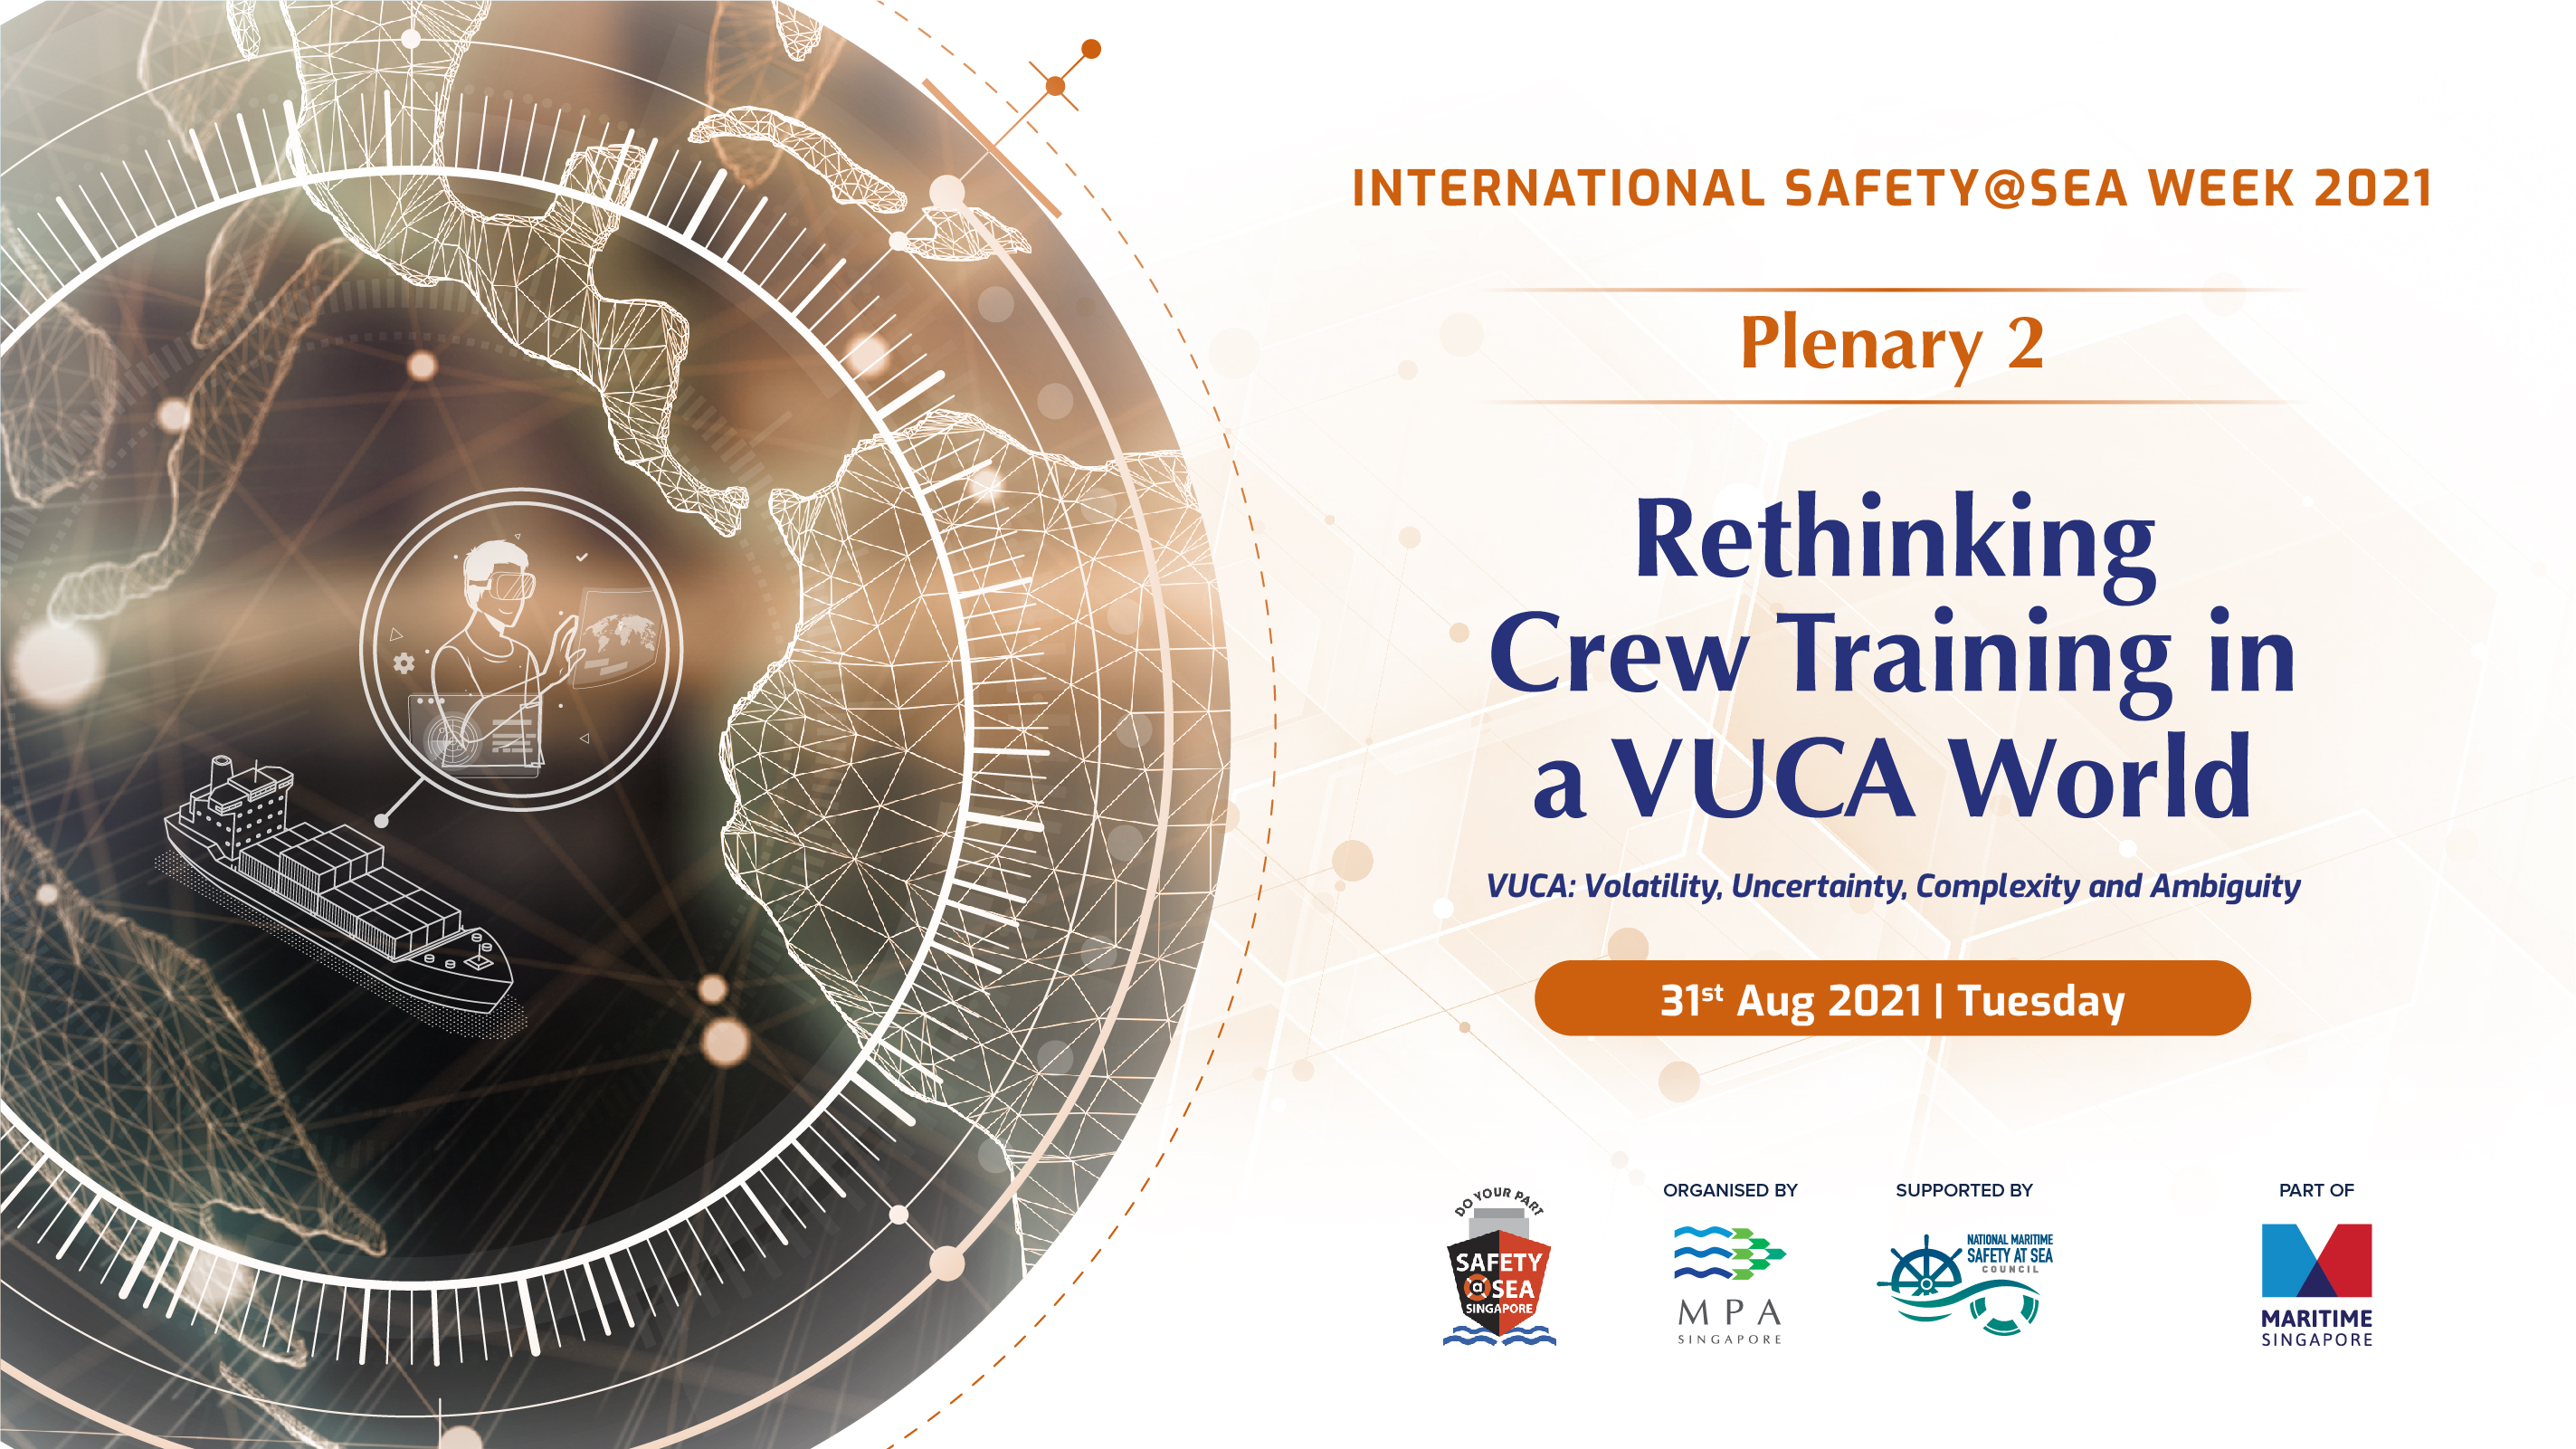 INTERNATIONAL SAFETY@SEA WEEK 2021
Plenary 2
Rethinking
Crew Training in
a VUCA World
VUCA: Volatility, Uncertainty, Complexity and Ambiguity
31st Aug 2021 | Tuesday
DO YOUR PART
SAFETY
@SEA
SINGAPORE
ORGANISED BY
MPA
SINGAPORE
SUPPORTED BY
NATIONAL MARITIME
SAFETY AT SEA
COUNCIL
PART OF
MARITIME
SINGAPORE